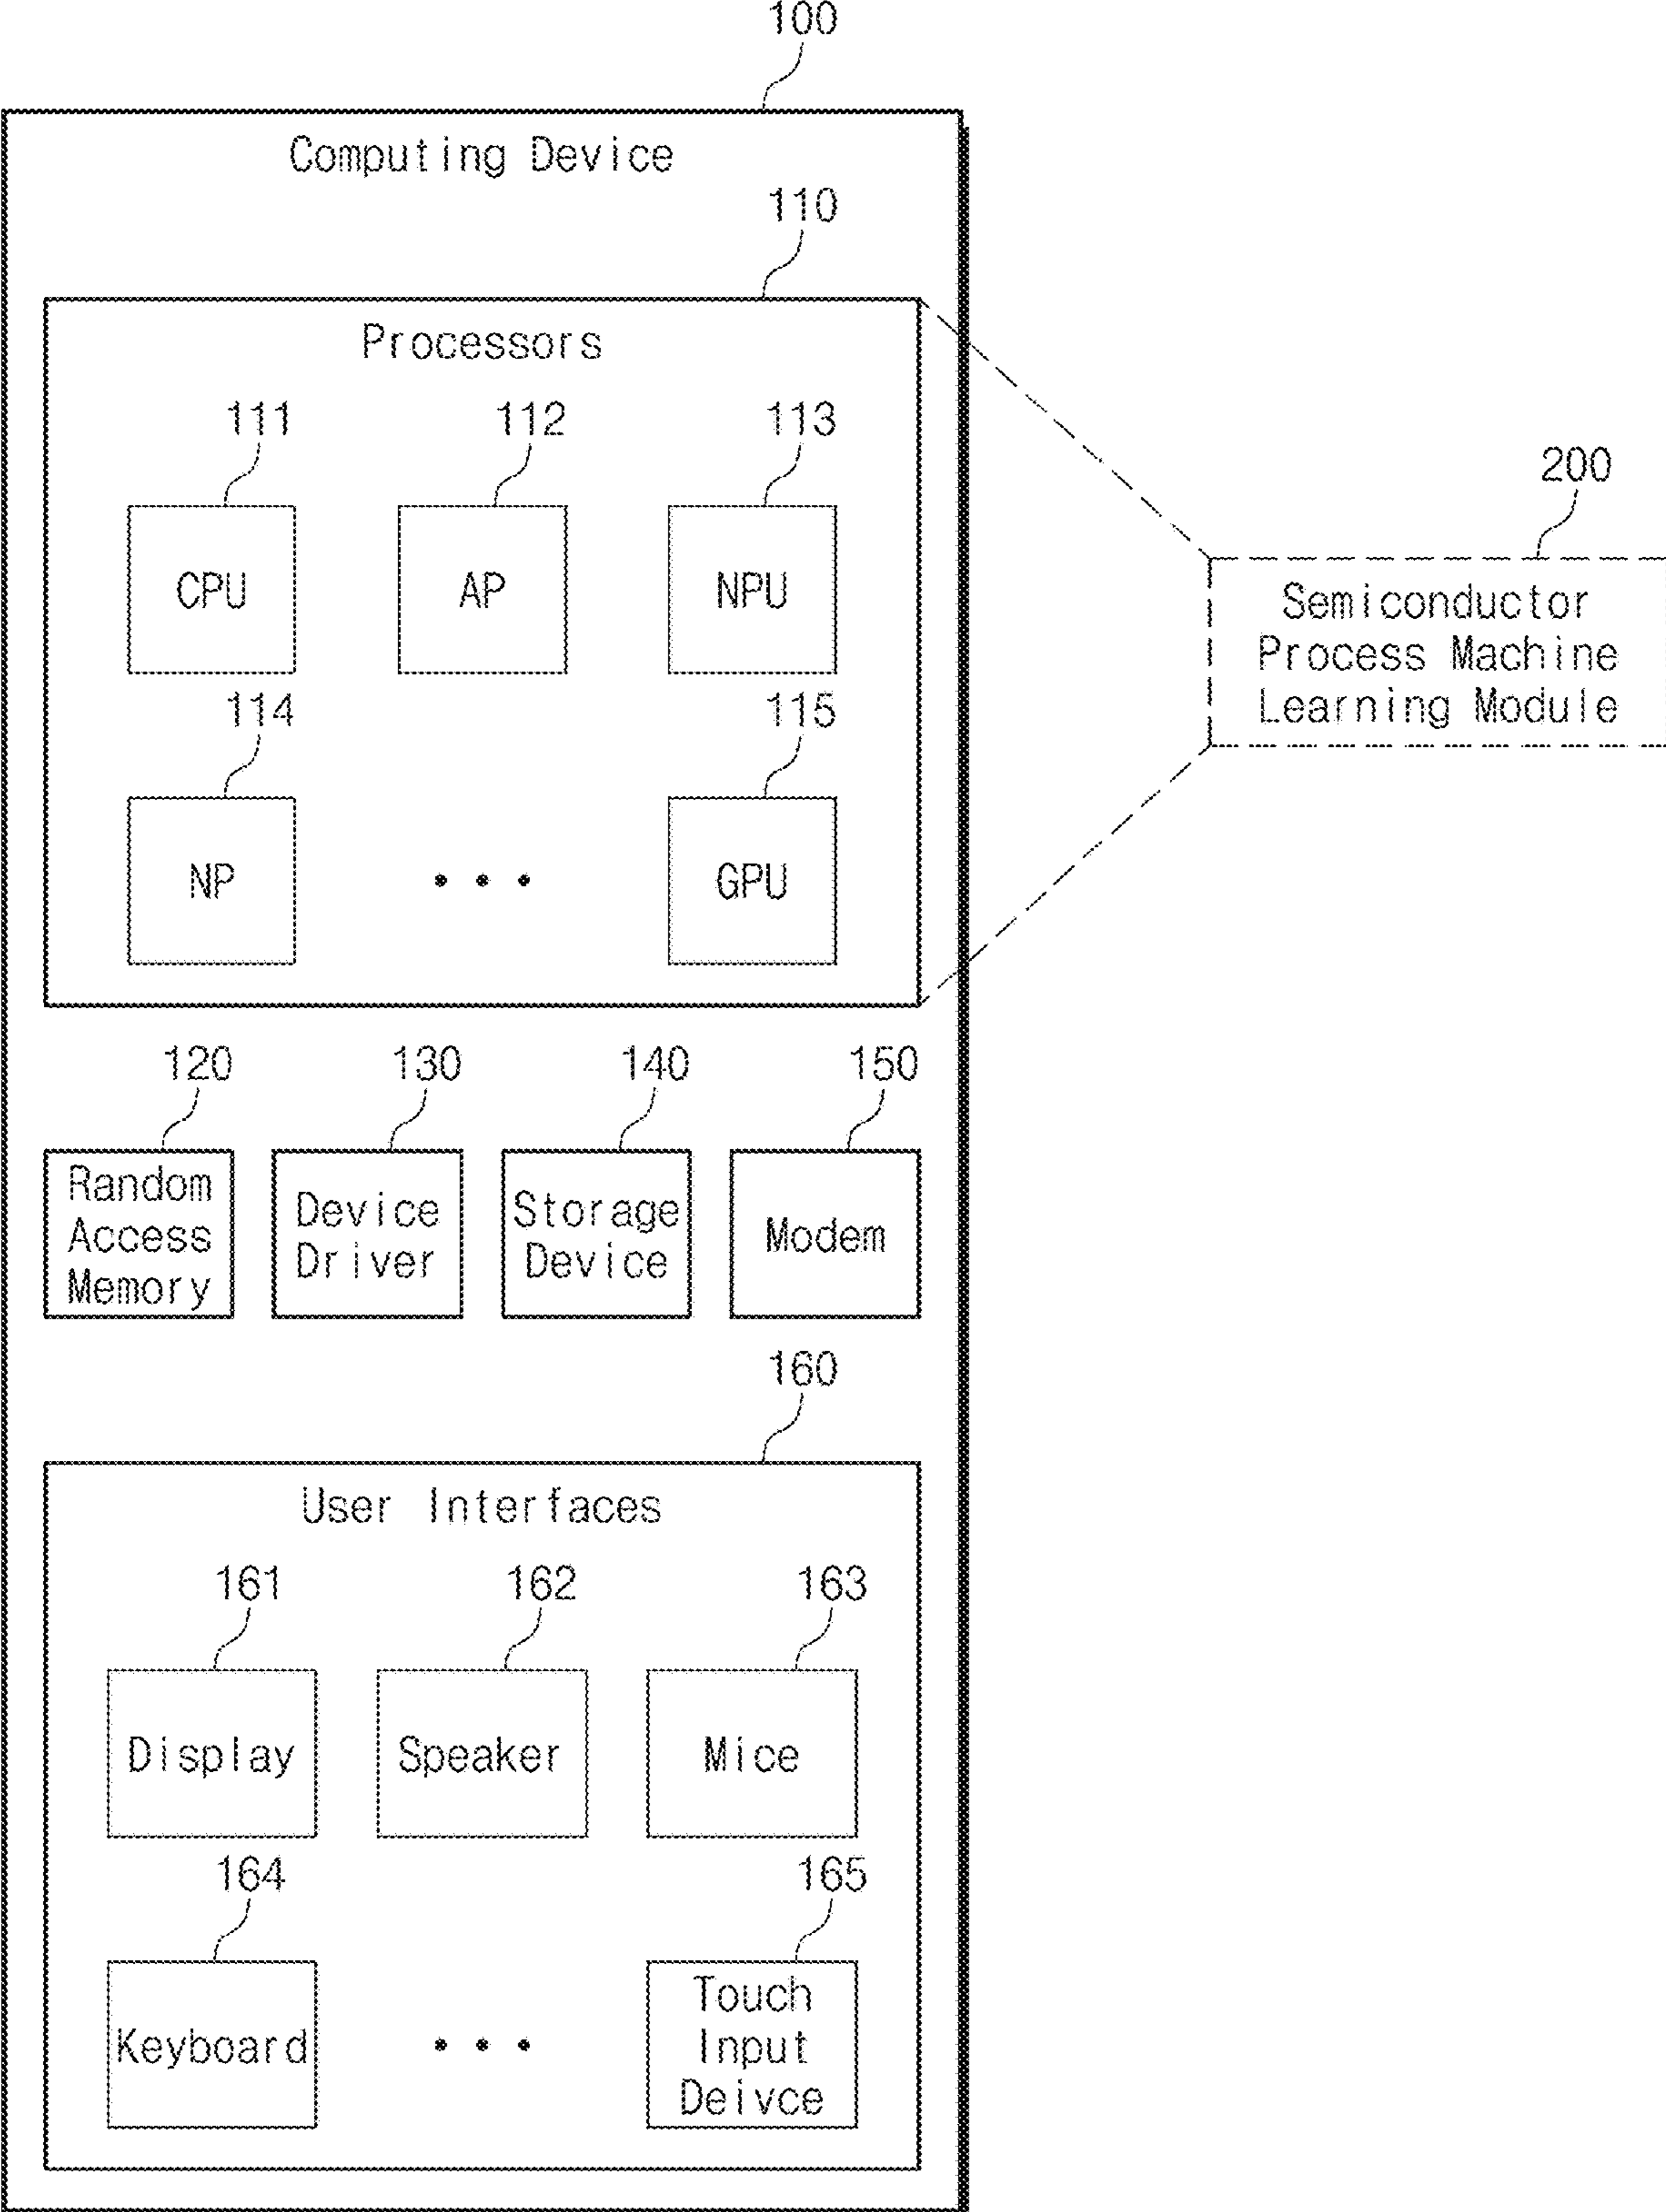 100
Computing Device
110
Processors
111 112 113
CPU AP NPU
114 115
NP • • • GPU
200
Semiconductor
Process Machine
Learning Module
120 130 140 150
Random
Access
Memory
Device
Driver
Storage
Device
Modem
160
User Interfaces
161 162 163
Display Speaker Mice
164 165
Keyboard • • •
Touch
Input
Deivce